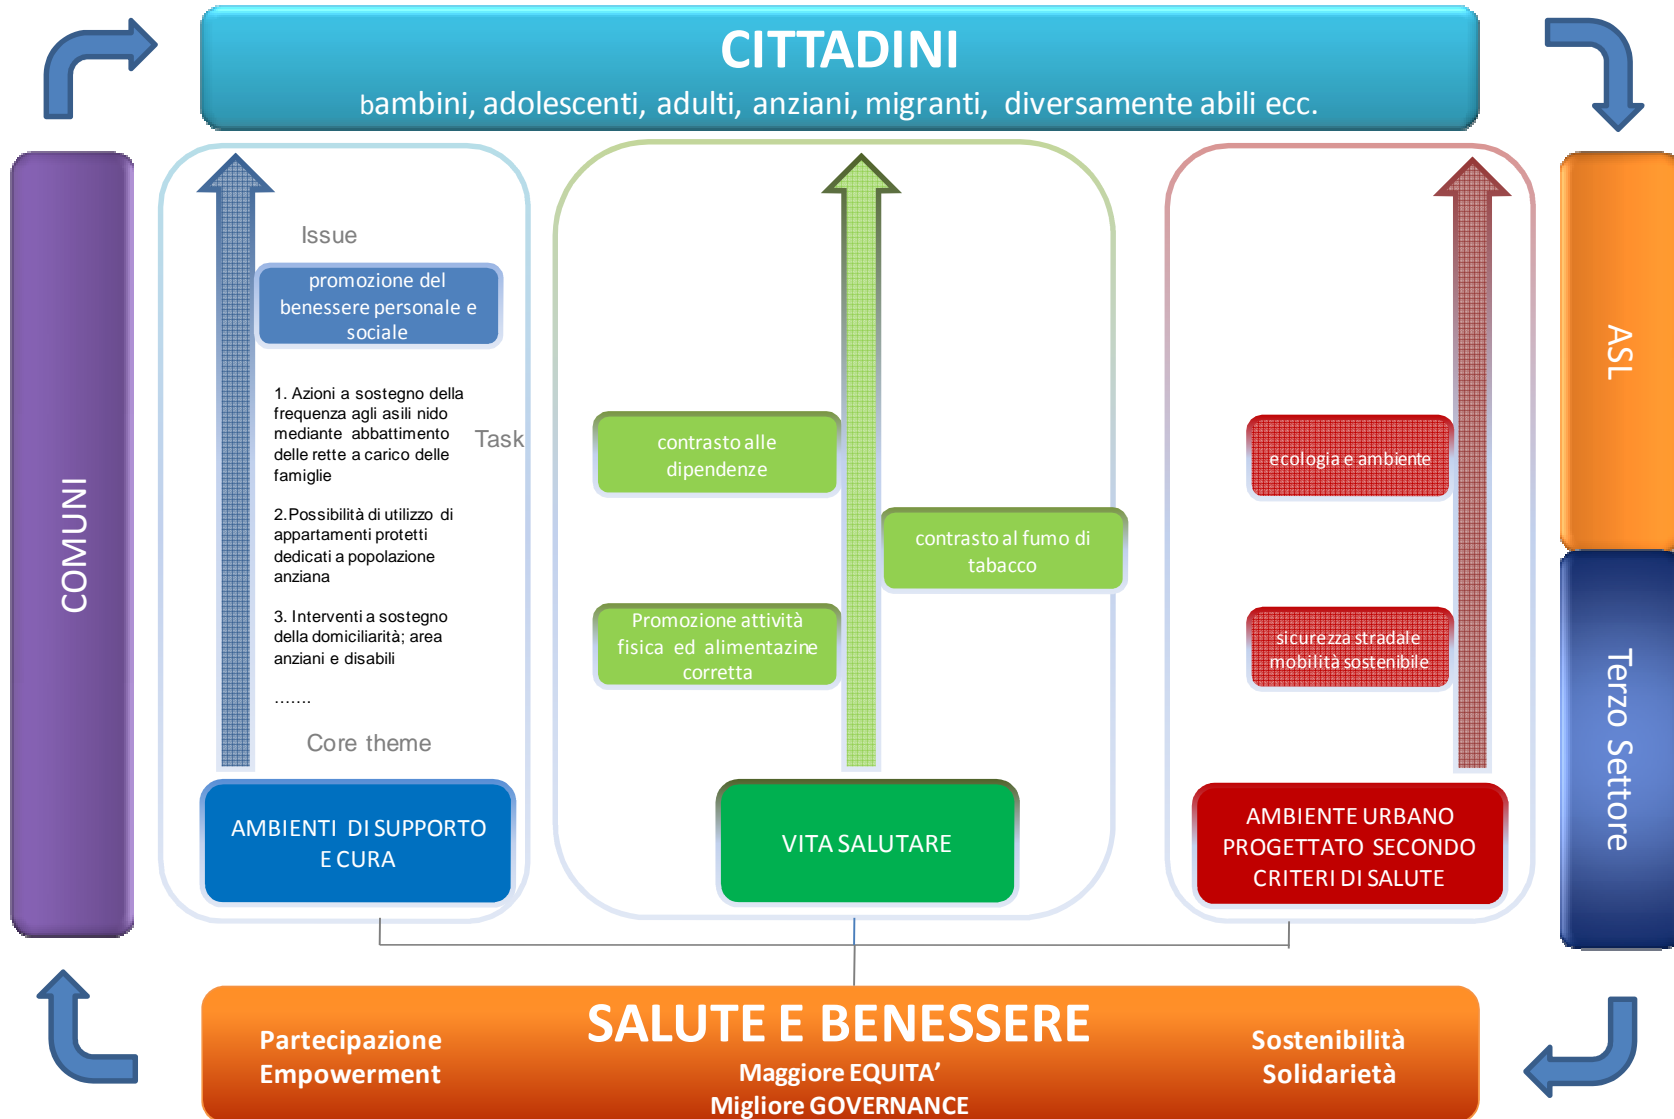 CITTADINI
bambini, adolescenti, adulti, anziani, migranti, diversamente abili ecc.
COMUNI
Issue
promozione del
benessere personale e
sociale
1. Azioni a sostegno della
frequenza agli asili nido
mediante abbattimento
delle rette a carico delle
famiglie
Task
2.Possibilità di utilizzo di
appartamenti protetti
dedicati a popolazione
anziana
3. Interventi a sostegno
della domiciliarità; area
anziani e disabili
…….
Core theme
AMBIENTI DI SUPPORTO
E CURA
contrasto alle
dipendenze
contrasto al fumo di
tabacco
Promozione attività
fisica ed alimentazine
corretta
VITA SALUTARE
ecologia e ambiente
sicurezza stradale
mobilità sostenibile
AMBIENTE URBANO
PROGETTATO SECONDO
CRITERI DI SALUTE
ASL
Terzo Settore
SALUTE E BENESSERE
Partecipazione
Empowerment
Maggiore EQUITA’
Migliore GOVERNANCE
Sostenibilità
Solidarietà